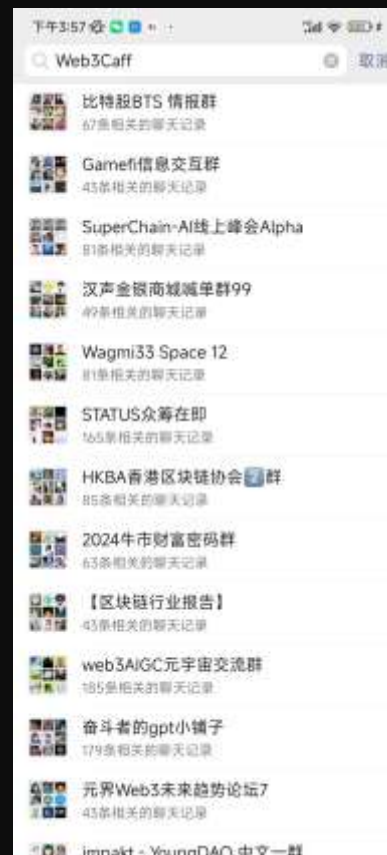 下午3:57
Web3Caff
取消
比特股BTS 情报群
67条相关的聊天记录
Gamefi信息交互群
43条相关的聊天记录
SuperChain-AI线上峰会Alpha
81条相关的聊天记录
汉声金银商城喊单群99
49条相关的聊天记录
Wagmi33 Space 12
81条相关的聊天记录
STATUS众筹在即
165条相关的聊天记录
HKBA香港区块链协会群
85条相关的聊天记录
2024牛市财富密码群
63条相关的聊天记录
【区块链行业报告】
43条相关的聊天记录
web3AIGC元宇宙交流群
185条相关的聊天记录
奋斗者的gpt小铺子
179条相关的聊天记录
元界Web3未来趋势论坛7
43条相关的聊天记录
impakt - YoungDAO 中文一群